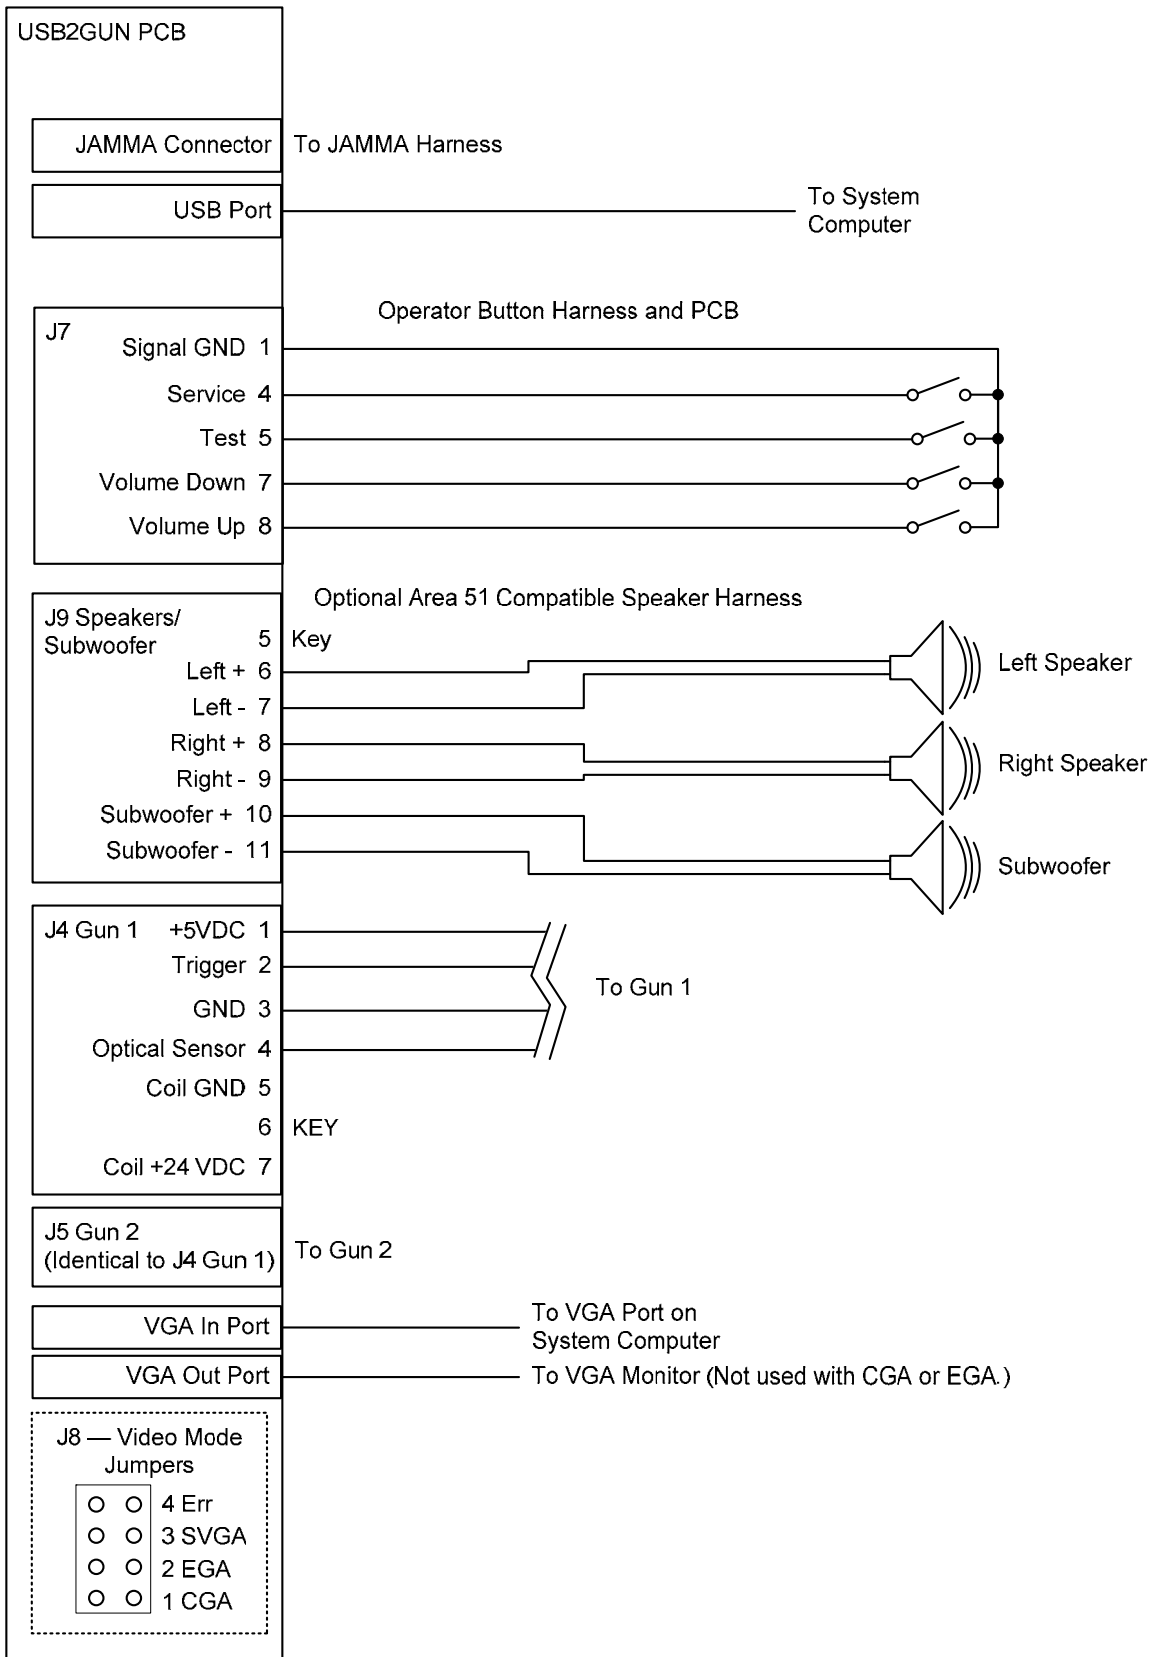 USB2GUN PCB
JAMMA Connector
To JAMMA Harness
USB Port
To System
Computer
Operator Button Harness and PCB
J7
Signal GND 1
Service 4
Test 5
Volume Down 7
Volume Up 8
Optional Area 51 Compatible Speaker Harness
J9 Speakers/
Subwoofer
5 Key
Left + 6
Left - 7
Right + 8
Right - 9
Subwoofer + 10
Subwoofer - 11
Left Speaker
Right Speaker
Subwoofer
J4 Gun 1 +5VDC 1
Trigger 2
GND 3
Optical Sensor 4
Coil GND 5
6 KEY
Coil +24 VDC 7
To Gun 1
J5 Gun 2
(Identical to J4 Gun 1)
To Gun 2
VGA In Port
To VGA Port on
System Computer
VGA Out Port
To VGA Monitor (Not used with CGA or EGA.)
J8 — Video Mode
Jumpers
4 Err
3 SVGA
2 EGA
1 CGA